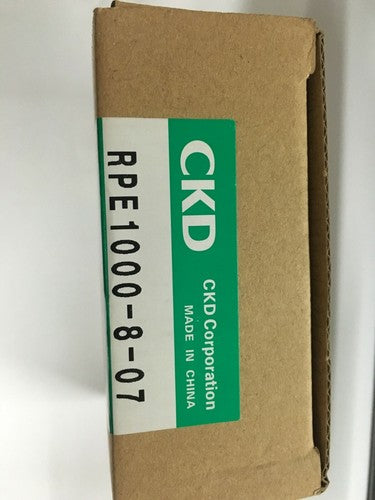 CKD
CKD Corporation
MADE IN CHINA
RPE1000-8-07